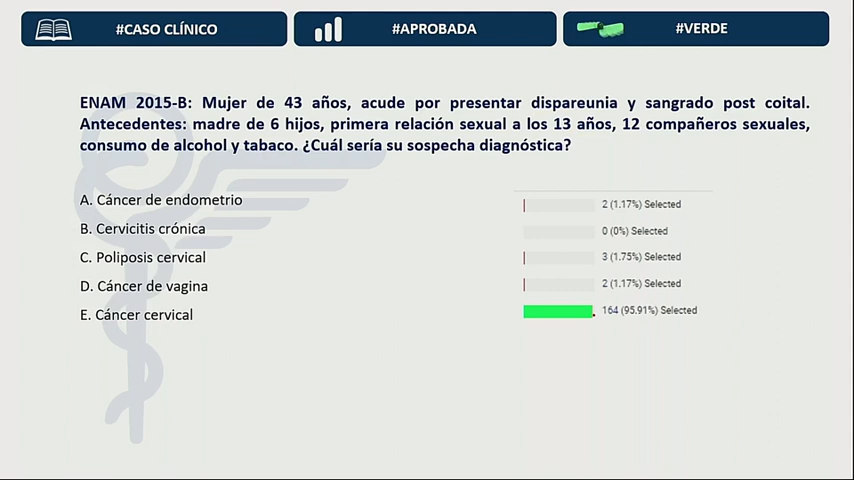 #CASO CLÍNICO
#APROBADA
#VERDE
ENAM 2015-B: Mujer de 43 años, acude por presentar dispareunia y sangrado post coital.
Antecedentes: madre de 6 hijos, primera relación sexual a los 13 años, 12 compañeros sexuales,
consumo de alcohol y tabaco. ¿Cuál sería su sospecha diagnóstica?
A. Cáncer de endometrio
2 (1.17%) Selected
B. Cervicitis crónica
0 (0%) Selected
C. Poliposis cervical
3 (1.75%) Selected
D. Cáncer de vagina
2 (1.17%) Selected
E. Cáncer cervical
164 (95.91%) Selected